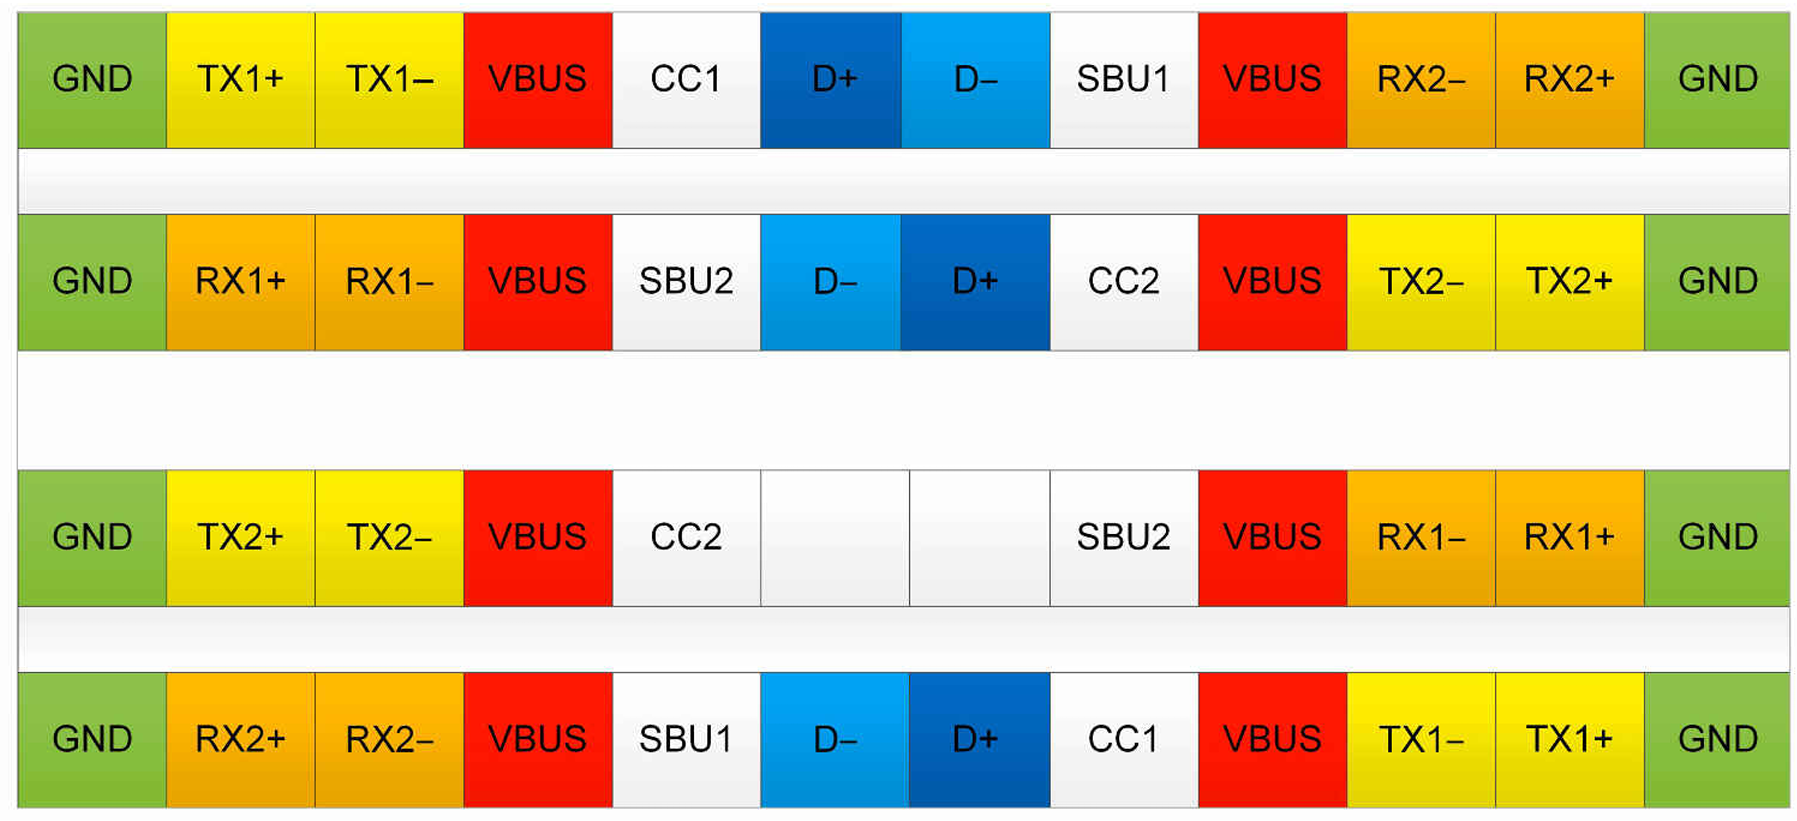 GND TX1+ TX1– VBUS CC1 D+ D– SBU1 VBUS RX2– RX2+ GND
GND RX1+ RX1– VBUS SBU2 D– D+ CC2 VBUS TX2– TX2+ GND
GND TX2+ TX2– VBUS CC2 SBU2 VBUS RX1– RX1+ GND
GND RX2+ RX2– VBUS SBU1 D– D+ CC1 VBUS TX1– TX1+ GND